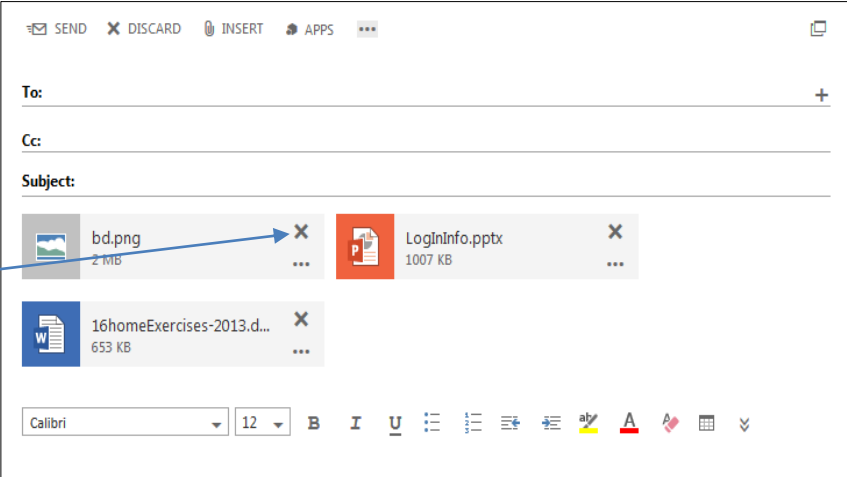 SEND DISCARD INSERT APPS •••
To:
Cc:
Subject:
bd.png
2 MB
LogInInfo.pptx
1007 KB
16homeExercises-2013.d...
653 KB
Calibri 12 B I U